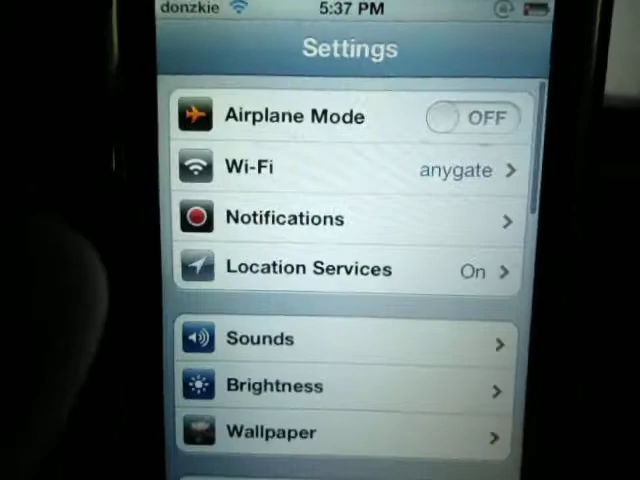 donzkie 5:37 PM
Settings
Airplane Mode OFF
Wi-Fi anygate
Notifications
Location Services On
Sounds
Brightness
Wallpaper